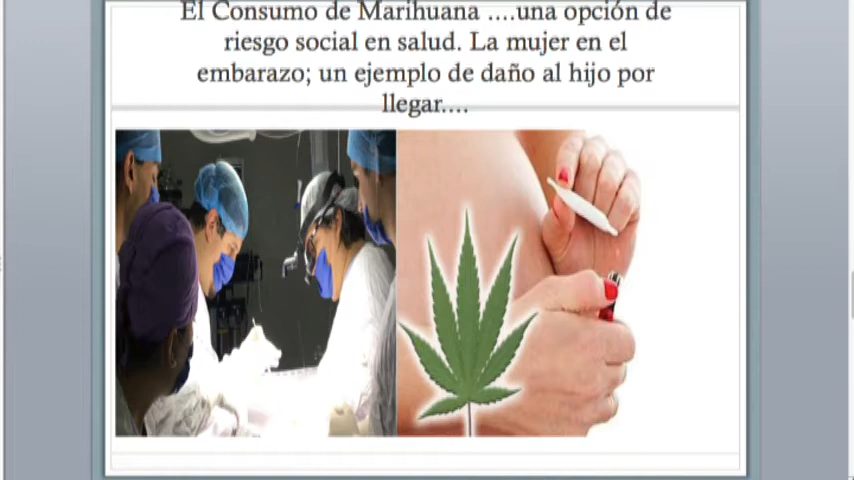 El Consumo de Marihuana ....una opción de
riesgo social en salud. La mujer en el
embarazo; un ejemplo de daño al hijo por
llegar....